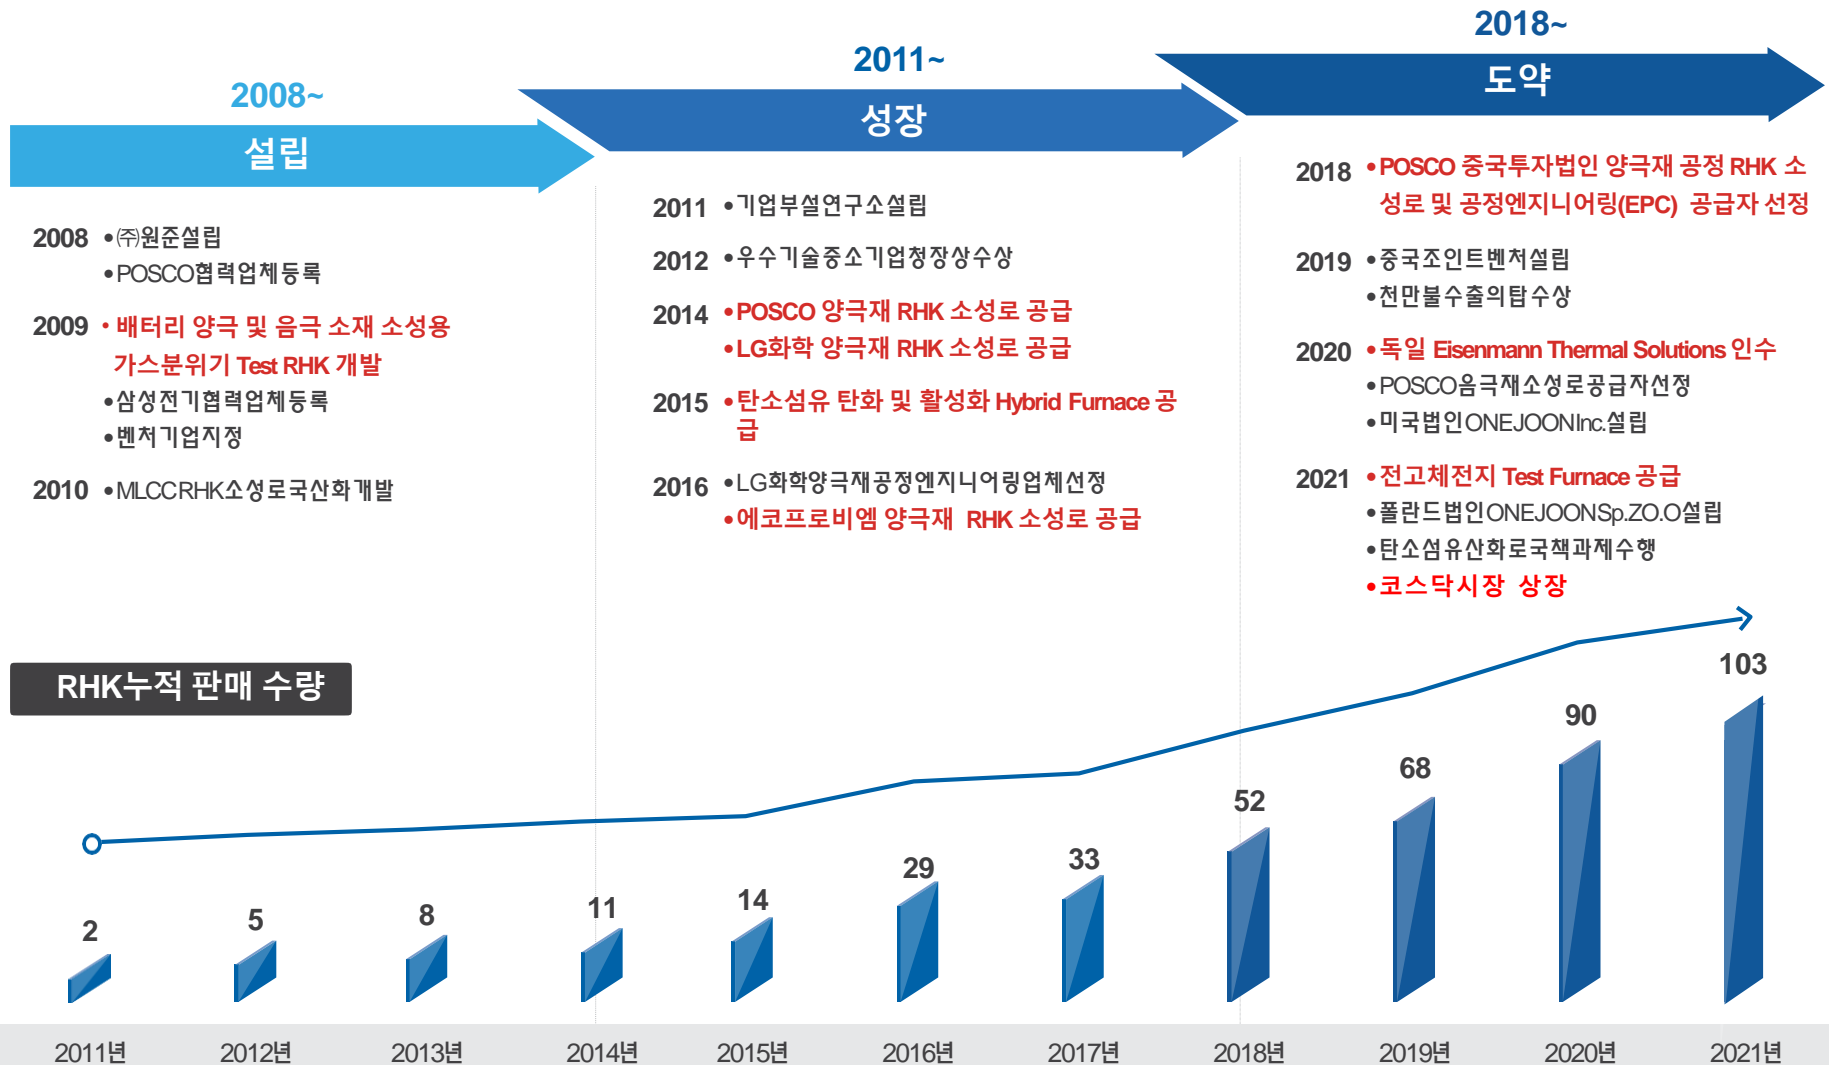 2008~
설립
2008 •㈜원준설립
•POSCO협력업체등록
2009 • 배터리 양극 및 음극 소재 소성용
가스분위기 Test RHK 개발
•삼성전기협력업체등록
•벤처기업지정
2010 •MLCCRHK소성로국산화개발
2011~
성장
2011 •기업부설연구소설립
2012 •우수기술중소기업청장상수상
2014 •POSCO 양극재 RHK 소성로 공급
•LG화학 양극재 RHK 소성로 공급
2015 •탄소섬유 탄화 및 활성화 Hybrid Furnace 공
급
2016 •LG화학양극재공정엔지니어링업체선정
•에코프로비엠 양극재 RHK 소성로 공급
2018~
도약
2018 •POSCO 중국투자법인 양극재 공정 RHK 소
성로 및 공정엔지니어링(EPC) 공급자 선정
2019 •중국조인트벤처설립
•천만불수출의탑수상
2020 •독일 Eisenmann Thermal Solutions 인수
•POSCO음극재소성로공급자선정
•미국법인ONEJOONInc.설립
2021 •전고체전지 Test Furnace 공급
•폴란드법인ONEJOONSp.ZO.O설립
•탄소섬유산화로국책과제수행
•코스닥시장 상장
RHK누적 판매 수량
2 5 8 11 14 29 33 52 68 90 103
2011년 2012년 2013년 2014년 2015년 2016년 2017년 2018년 2019년 2020년 2021년